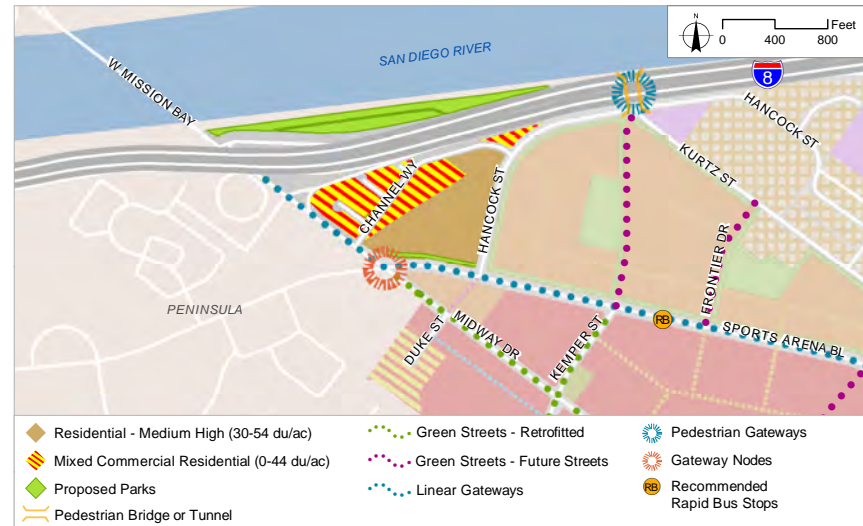 N
Feet
0 400 800
SAN DIEGO RIVER
W MISSION BAY
8
HANCOCK ST
KURTZ ST
CHANNEL WY
HANCOCK ST
FRONTIER DR
PENINSULA
DUKE ST
MIDWAY DR
KEMPER ST
RB
SPORTS ARENA BL
Residential - Medium High (30-54 du/ac)
Mixed Commercial Residential (0-44 du/ac)
Proposed Parks
Pedestrian Bridge or Tunnel
Green Streets - Retrofitted
Green Streets - Future Streets
Linear Gateways
Pedestrian Gateways
Gateway Nodes
RB
Recommended
Rapid Bus Stops